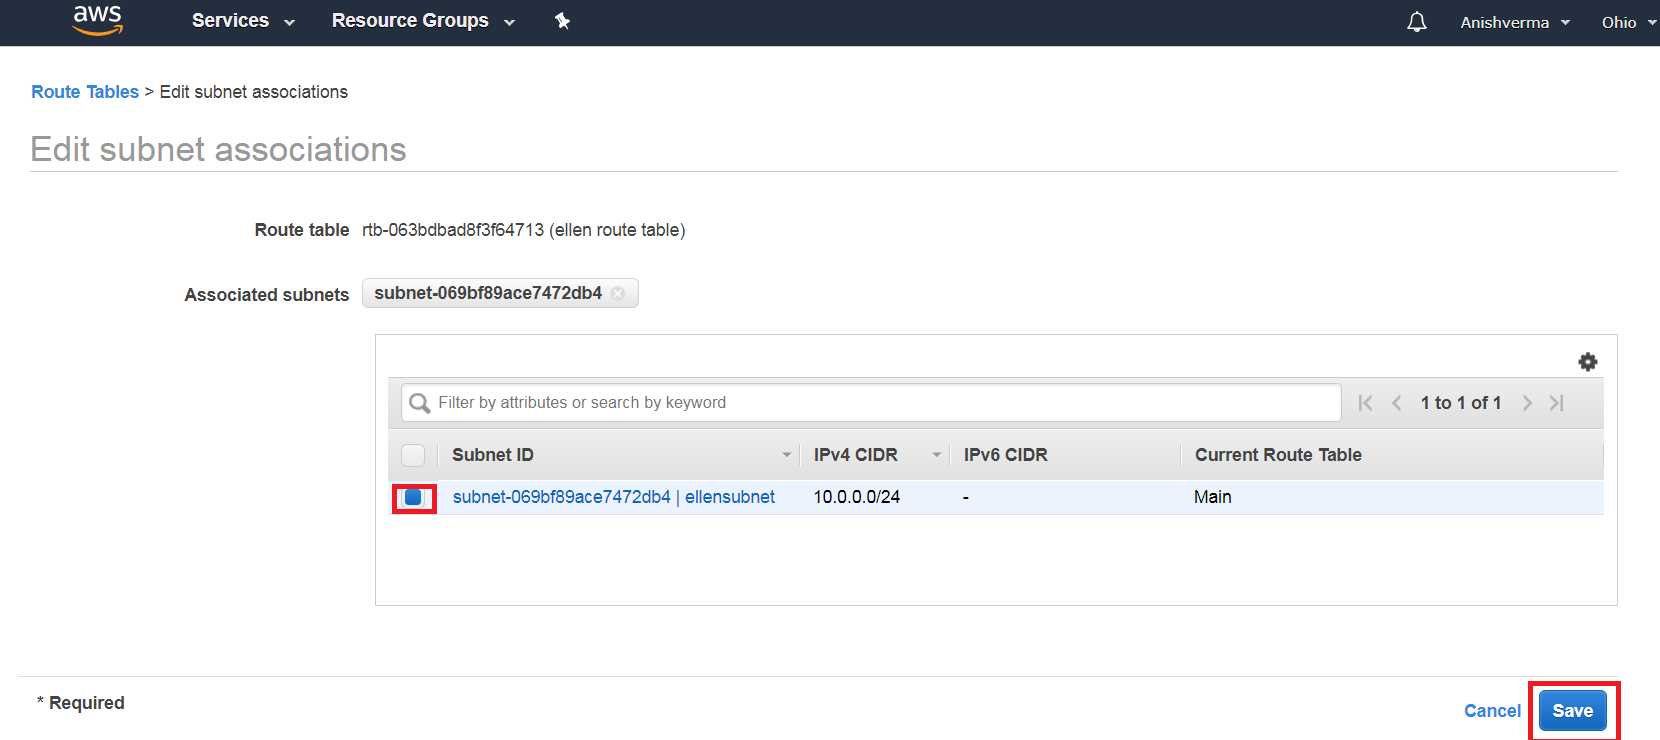 aws Services Resource Groups Anishverma Ohio
Route Tables > Edit subnet associations
Edit subnet associations
Route table rtb-063bdbad8f3f64713 (ellen route table)
Associated subnets subnet-069bf89ace7472db4
Filter by attributes or search by keyword 1 to 1 of 1
Subnet ID IPv4 CIDR IPv6 CIDR Current Route Table
subnet-069bf89ace7472db4 | ellensubnet 10.0.0.0/24 - Main
* Required Cancel Save